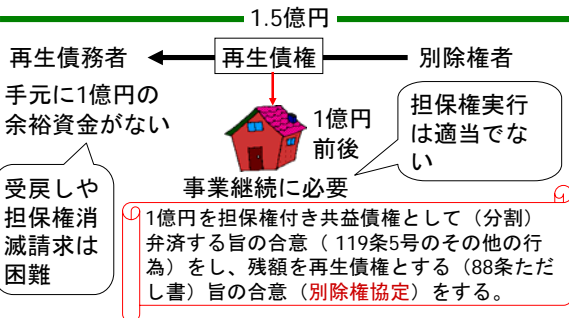 1.5億円
再生債務者
再生債権
別除権者
手元に1億円の
余裕資金がない
1億円
前後
担保権実行
は適当でな
い
受戻しや
担保権消
滅請求は
困難
事業継続に必要
1億円を担保権付き共益債権として（分割）
弁済する旨の合意（ 119条5号のその他の行
為）をし、残額を再生債権とする（88条ただ
し書）旨の合意（別除権協定）をする。